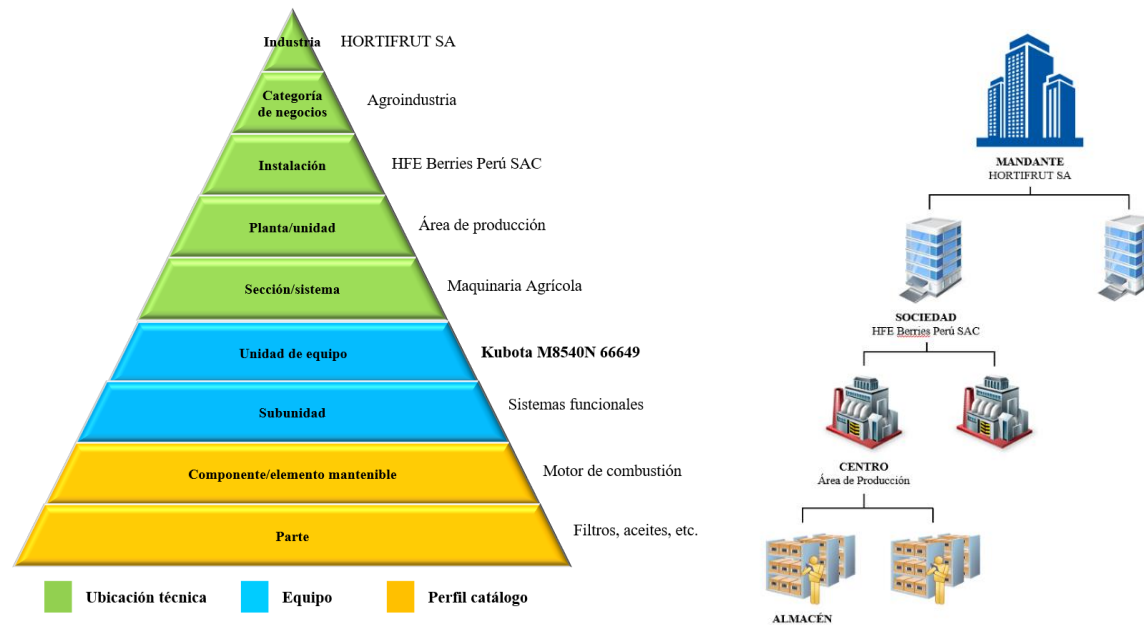 Industria HORTIFRUT SA
Categoría
de negocios
Agroindustria
Instalación
HFE Berries Perú SAC
Planta/unidad
Área de producción
Sección/sistema
Maquinaria Agrícola
Unidad de equipo
Kubota M8540N 66649
Subunidad
Sistemas funcionales
Componente/elemento mantenible
Motor de combustión
Parte
Filtros, aceites, etc.
Ubicación técnica
Equipo
Perfil catálogo
MANDANTE
HORTIFRUT SA
SOCIEDAD
HFE Berries Perú SAC
CENTRO
Área de Producción
ALMACÉN